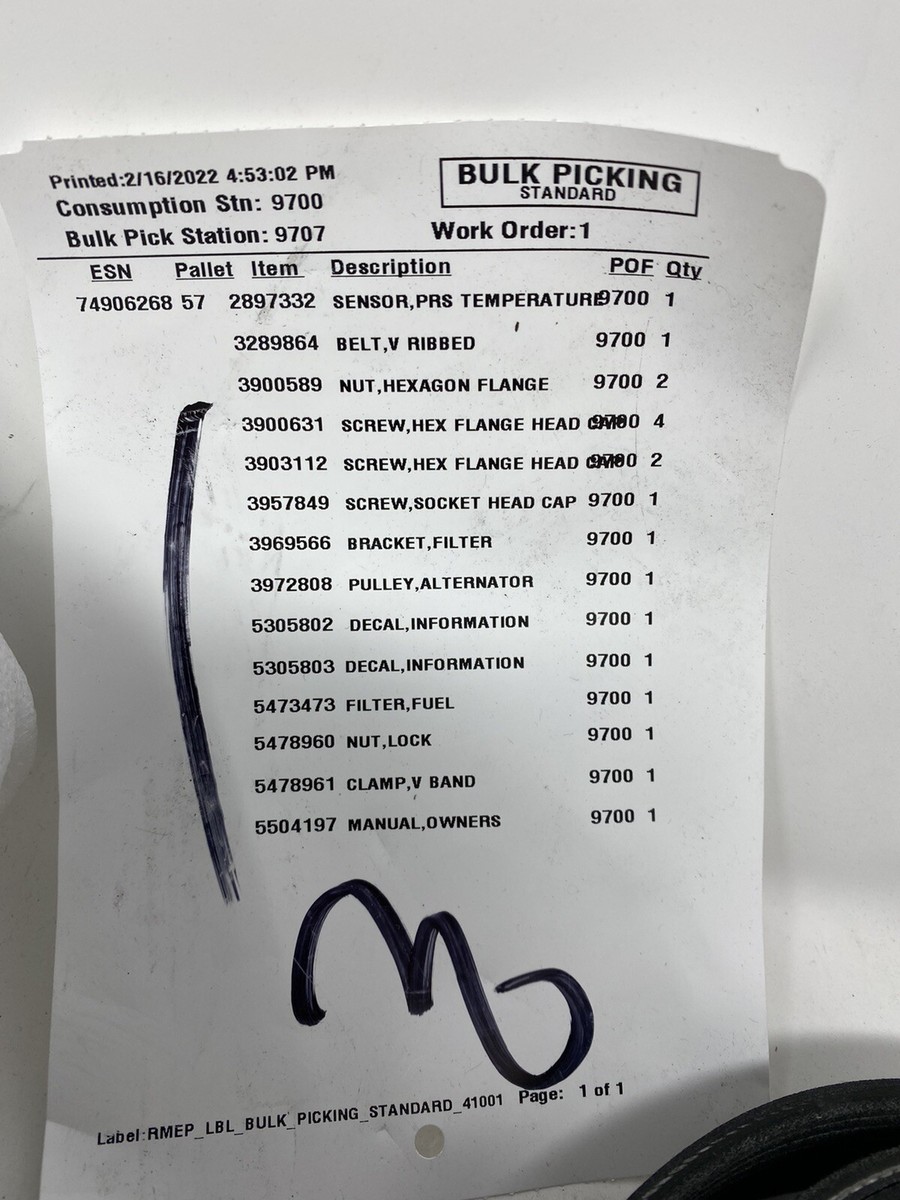 Printed:2/16/2022 4:53:02 PM
BULK PICKING
STANDARD
Consumption Stn: 9700
Bulk Pick Station: 9707 Work Order:1
ESN Pallet Item Description POF Qty
74906268 57 2897332 SENSOR,PRS TEMPERATURE 9700 1
3289864 BELT,V RIBBED 9700 1
3900589 NUT,HEXAGON FLANGE 9700 2
3900631 SCREW,HEX FLANGE HEAD CAP 9700 4
3903112 SCREW,HEX FLANGE HEAD CAP 9700 2
3957849 SCREW,SOCKET HEAD CAP 9700 1
3969566 BRACKET,FILTER 9700 1
3972808 PULLEY,ALTERNATOR 9700 1
5305802 DECAL,INFORMATION 9700 1
5305803 DECAL,INFORMATION 9700 1
5473473 FILTER,FUEL 9700 1
5478960 NUT,LOCK 9700 1
5478961 CLAMP,V BAND 9700 1
5504197 MANUAL,OWNERS 9700 1
Label:RMEP_LBL_BULK_PICKING_STANDARD_41001 Page: 1 of 1